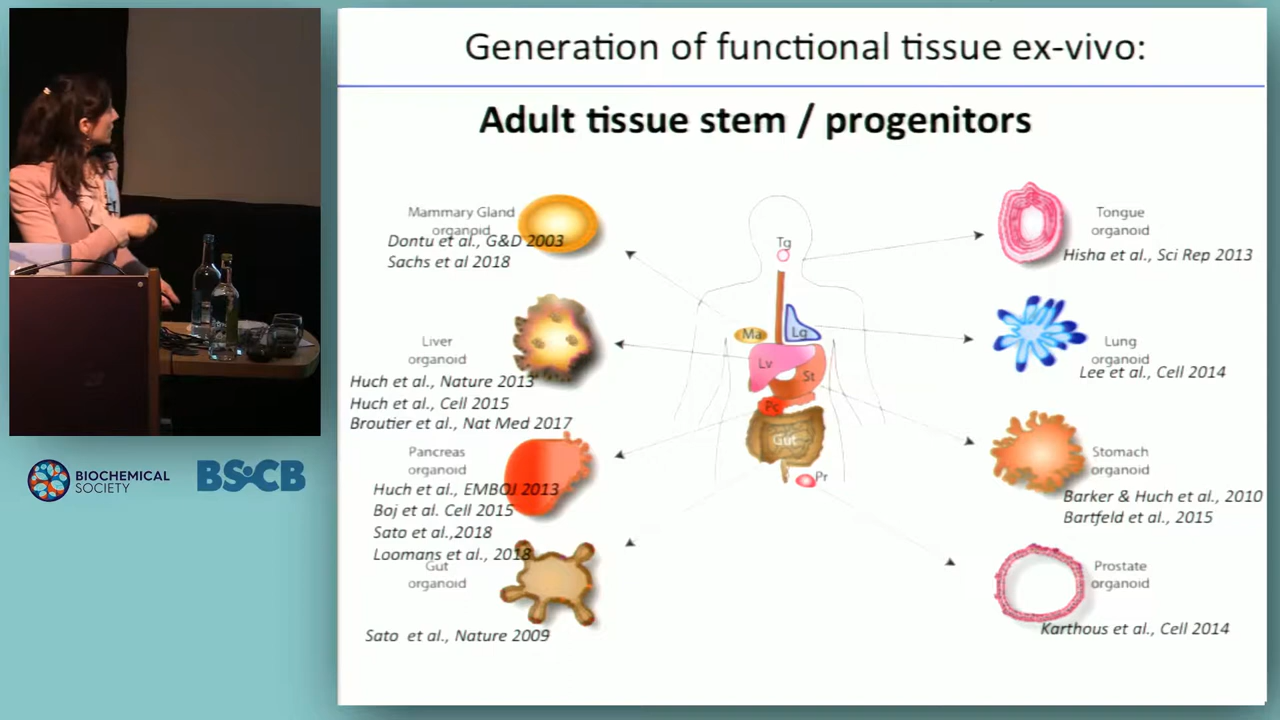 Generation of functional tissue ex-vivo:
Adult tissue stem / progenitors
Mammary Gland
organoid
Dontu et al., G&D 2003
Sachs et al 2018
Liver
organoid
Huch et al., Nature 2013
Huch et al., Cell 2015
Broutier et al., Nat Med 2017
Pancreas
organoid
Huch et al., EMBOJ 2013
Boj et al. Cell 2015
Sato et al.,2018
Loomans et al., 2018
Gut
organoid
Sato et al., Nature 2009
Tg
Ma
Lg
Lv
St
Pc
Gut
Pr
Tongue
organoid
Hisha et al., Sci Rep 2013
Lung
organoid
Lee et al., Cell 2014
Stomach
organoid
Barker & Huch et al., 2010
Bartfeld et al., 2015
Prostate
organoid
Karthous et al., Cell 2014
BIOCHEMICAL
SOCIETY
BSCB